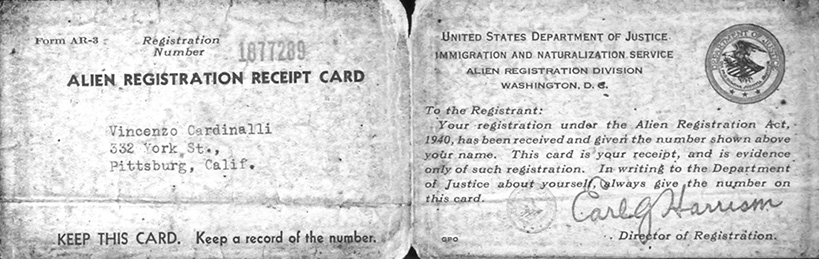 Form AR-3
Registration
Number
1677289
ALIEN REGISTRATION RECEIPT CARD
Vincenzo Cardinalli
332 York St.,
Pittsburg, Calif.
KEEP THIS CARD. Keep a record of the number.
UNITED STATES DEPARTMENT OF JUSTICE
IMMIGRATION AND NATURALIZATION SERVICE
ALIEN REGISTRATION DIVISION
WASHINGTON, D. C.
To the Registrant:
Your registration under the Alien Registration Act,
1940, has been received and given the number shown above
your name. This card is your receipt, and is evidence
only of such registration. In writing to the Department
of Justice about yourself, always give the number on
this card.
Earl G Harrison
Director of Registration.
GPO